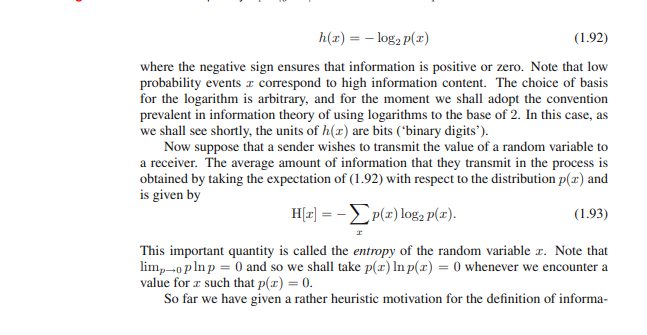 h(x) = − log₂ p(x) (1.92)
where the negative sign ensures that information is positive or zero. Note that low
probability events x correspond to high information content. The choice of basis
for the logarithm is arbitrary, and for the moment we shall adopt the convention
prevalent in information theory of using logarithms to the base of 2. In this case, as
we shall see shortly, the units of h(x) are bits (‘binary digits’).
Now suppose that a sender wishes to transmit the value of a random variable to
a receiver. The average amount of information that they transmit in the process is
obtained by taking the expectation of (1.92) with respect to the distribution p(x) and
is given by
H[x] = − ∑ₓ p(x) log₂ p(x). (1.93)
This important quantity is called the entropy of the random variable x. Note that
limₚ→₀ p ln p = 0 and so we shall take p(x) ln p(x) = 0 whenever we encounter a
value for x such that p(x) = 0.
So far we have given a rather heuristic motivation for the definition of informa-